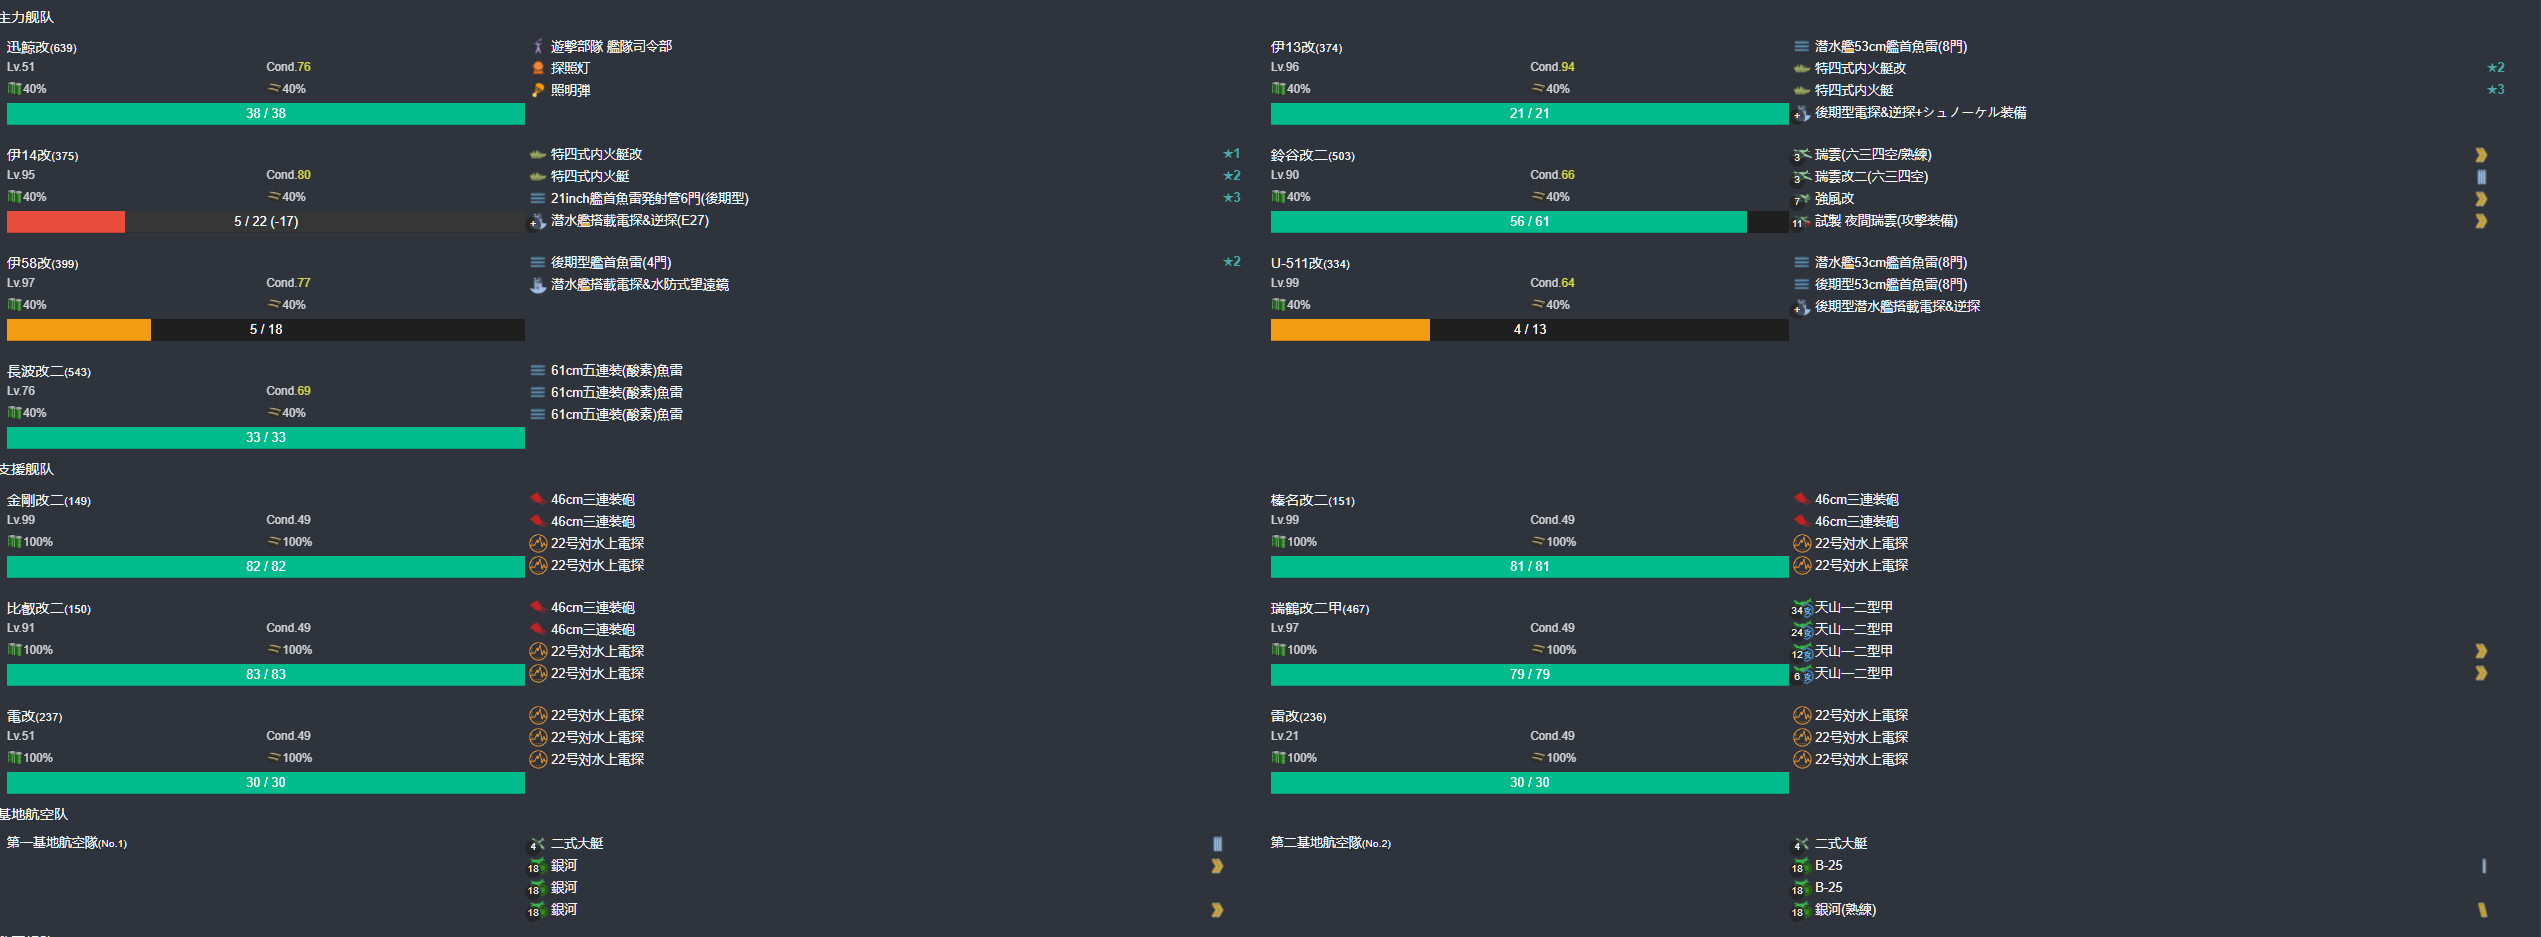 主力舰队
迅鯨改(639)
Lv.51 Cond.76
40% 40%
38 / 38
遊撃部隊 艦隊司令部
探照灯
照明弾
伊13改(374)
Lv.96 Cond.94
40% 40%
21 / 21
潜水艦53cm艦首魚雷(8門)
特四式内火艇改 ★2
特四式内火艇 ★3
+ 後期型電探&逆探+シュノーケル装備
伊14改(375)
Lv.95 Cond.80
40% 40%
5 / 22 (-17)
特四式内火艇改 ★1
特四式内火艇 ★2
21inch艦首魚雷発射管6門(後期型) ★3
+ 潜水艦搭載電探&逆探(E27)
鈴谷改二(503)
Lv.90 Cond.66
40% 40%
56 / 61
3 瑞雲(六三四空/熟練)
3 瑞雲改二(六三四空)
7 強風改
11 試製 夜間瑞雲(攻撃装備)
伊58改(399)
Lv.97 Cond.77
40% 40%
5 / 18
後期型艦首魚雷(4門) ★2
潜水艦搭載電探&水防式望遠鏡
U-511改(334)
Lv.99 Cond.64
40% 40%
4 / 13
潜水艦53cm艦首魚雷(8門)
後期型53cm艦首魚雷(8門)
+ 後期型潜水艦搭載電探&逆探
長波改二(543)
Lv.76 Cond.69
40% 40%
33 / 33
61cm五連装(酸素)魚雷
61cm五連装(酸素)魚雷
61cm五連装(酸素)魚雷
支援舰队
金剛改二(149)
Lv.99 Cond.49
100% 100%
82 / 82
46cm三連装砲
46cm三連装砲
22号対水上電探
22号対水上電探
榛名改二(151)
Lv.99 Cond.49
100% 100%
81 / 81
46cm三連装砲
46cm三連装砲
22号対水上電探
22号対水上電探
比叡改二(150)
Lv.91 Cond.49
100% 100%
83 / 83
46cm三連装砲
46cm三連装砲
22号対水上電探
22号対水上電探
瑞鶴改二甲(467)
Lv.97 Cond.49
100% 100%
79 / 79
34 天山一二型甲
24 天山一二型甲
12 天山一二型甲
6 天山一二型甲
電改(237)
Lv.51 Cond.49
100% 100%
30 / 30
22号対水上電探
22号対水上電探
22号対水上電探
雷改(236)
Lv.21 Cond.49
100% 100%
30 / 30
22号対水上電探
22号対水上電探
22号対水上電探
基地航空队
第一基地航空隊(No.1)
4 二式大艇
18 銀河
18 銀河
18 銀河
第二基地航空隊(No.2)
4 二式大艇
18 B-25
18 B-25
18 銀河(熟練)